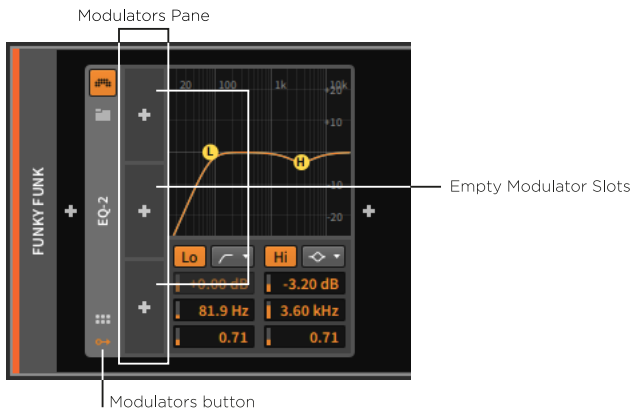 Modulators Pane
20 100 1k 10k
+20
+10
L
H
-10
-20
FUNKY FUNK
EQ-2
Empty Modulator Slots
Lo Hi
+0.00 dB -3.20 dB
81.9 Hz 3.60 kHz
0.71 0.71
Modulators button